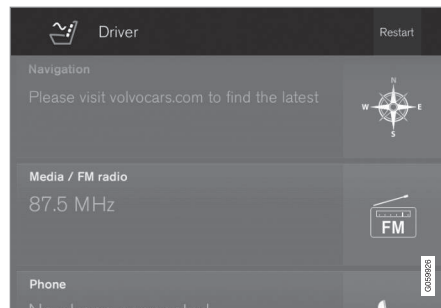 Driver
Restart
Navigation
Please visit volvocars.com to find the latest
N
W
E
S
Media / FM radio
87.5 MHz
FM
Phone
G059926